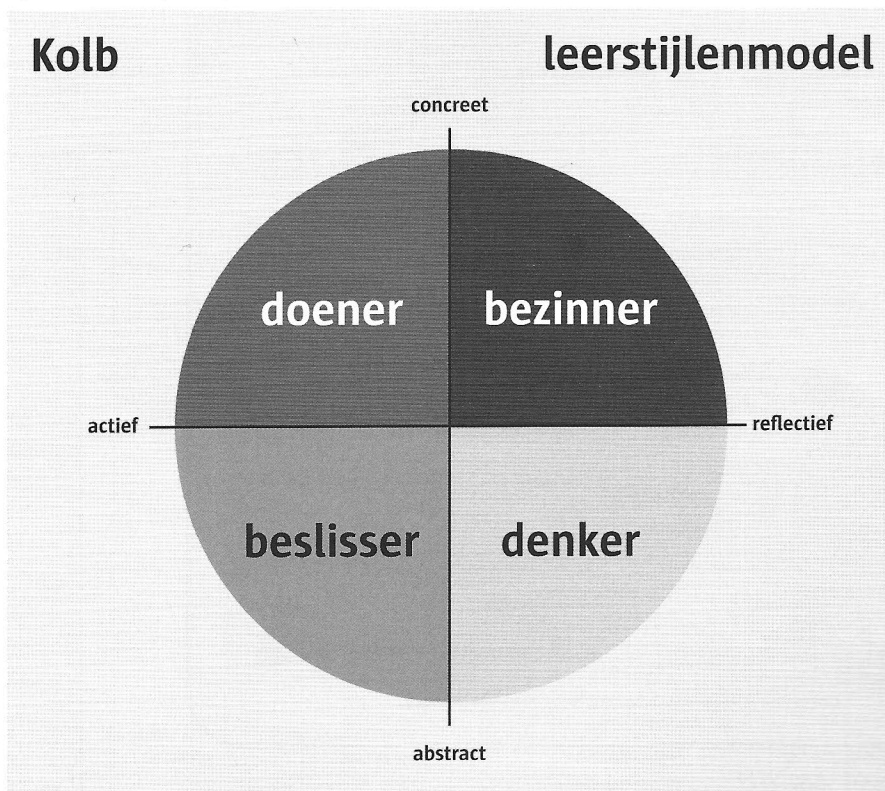 Kolb
leerstijlenmodel
concreet
doener
bezinner
actief
reflectief
beslisser
denker
abstract